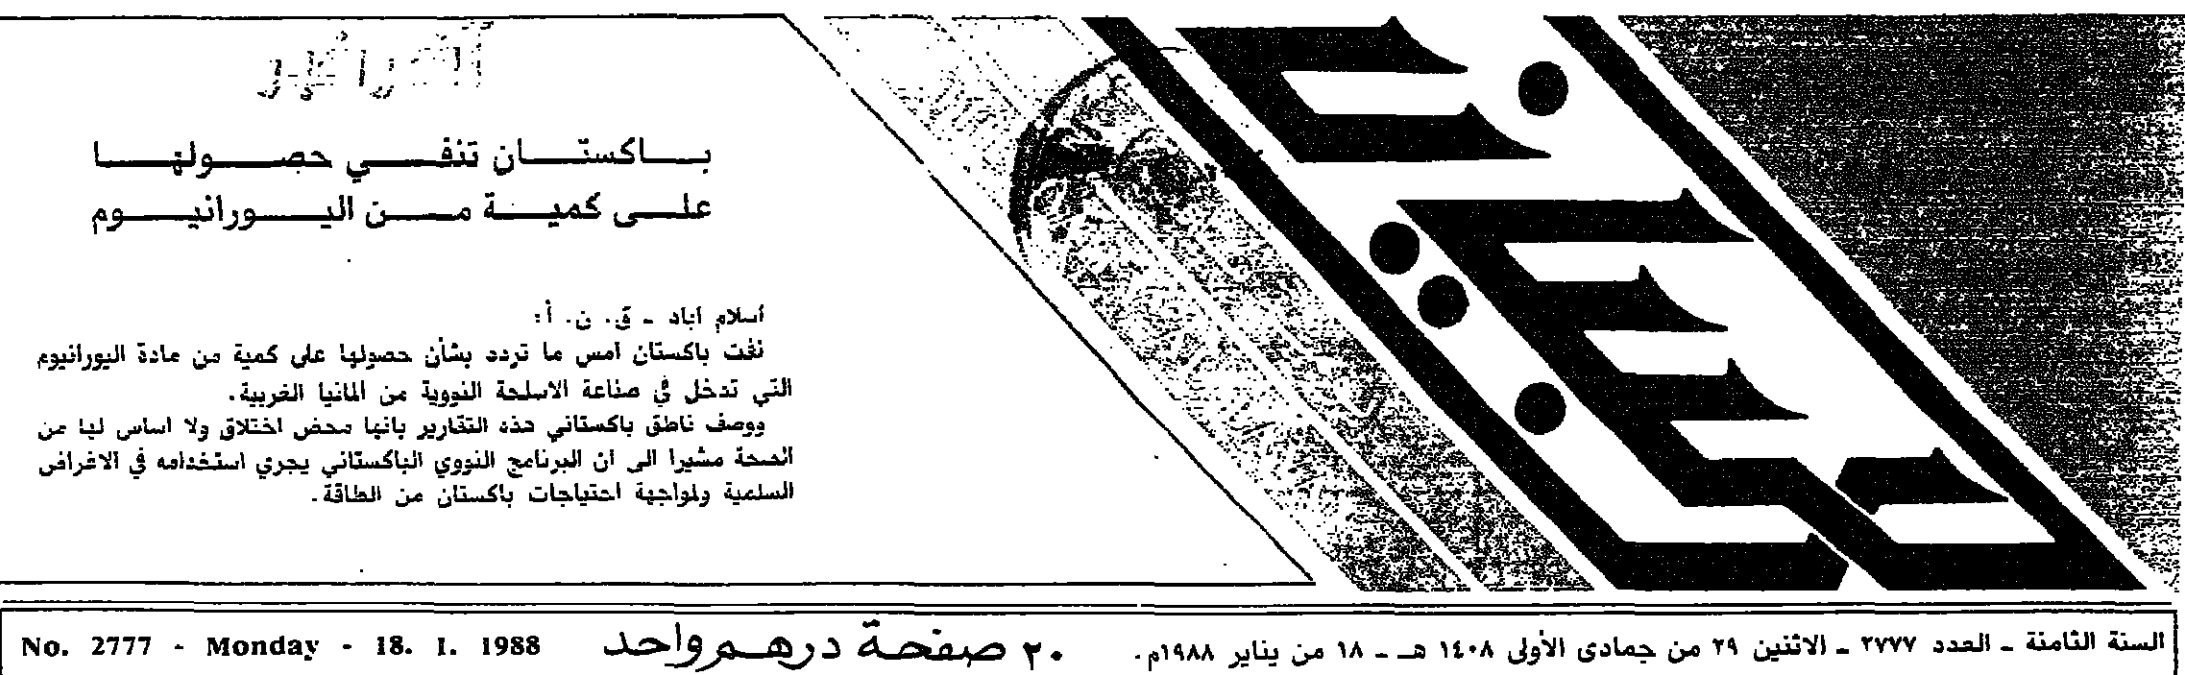 باكستان تنفي حصولها
على كمية من اليورانيوم
اسلام اباد - ق. ن. أ:
نفت باكستان امس ما تردد بشأن حصولها على كمية من مادة اليورانيوم
التي تدخل في صناعة الاسلحة النووية من المانيا الغربية.
ووصف ناطق باكستاني هذه التقارير بانها محض اختلاق ولا اساس لها من
الصحة مشيرا الى ان البرنامج النووي الباكستاني يجري استخدامه في الاغراض
السلمية ولمواجهة احتياجات باكستان من الطاقة.
السنة الثامنة - العدد ٢٧٧٧ - الاثنين ٢٩ من جمادى الأولى ١٤٠٨ هـ - ١٨ من يناير ١٩٨٨م.
٢٠ صفحة درهم واحد
No. 2777 - Monday - 18. 1. 1988